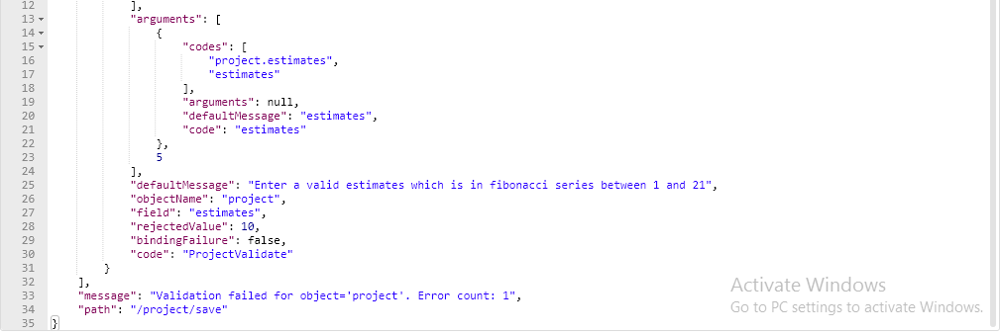 12 ],
13 "arguments": [
14 {
15 "codes": [
16 "project.estimates",
17 "estimates"
18 ],
19 "arguments": null,
20 "defaultMessage": "estimates",
21 "code": "estimates"
22 },
23 5
24 ],
25 "defaultMessage": "Enter a valid estimates which is in fibonacci series between 1 and 21",
26 "objectName": "project",
27 "field": "estimates",
28 "rejectedValue": 10,
29 "bindingFailure": false,
30 "code": "ProjectValidate"
31 }
32 ],
33 "message": "Validation failed for object='project'. Error count: 1",
34 "path": "/project/save"
35 }
Activate Windows
Go to PC settings to activate Windows.